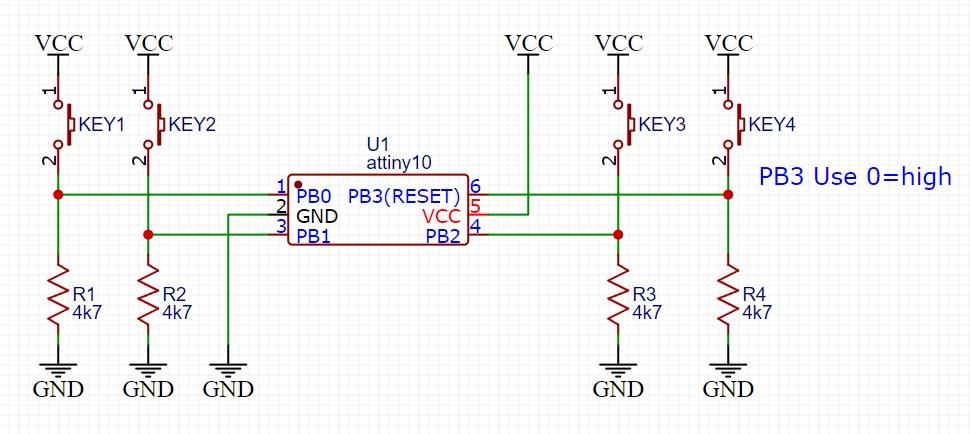 VCC
VCC
VCC
VCC
VCC
1
KEY1
2
1
KEY2
2
1
KEY3
2
1
KEY4
2
U1
attiny10
PB3 Use 0=high
1
PB0
PB3(RESET)
6
2
GND
VCC
5
3
PB1
PB2
4
R1
4k7
R2
4k7
R3
4k7
R4
4k7
GND
GND
GND
GND
GND